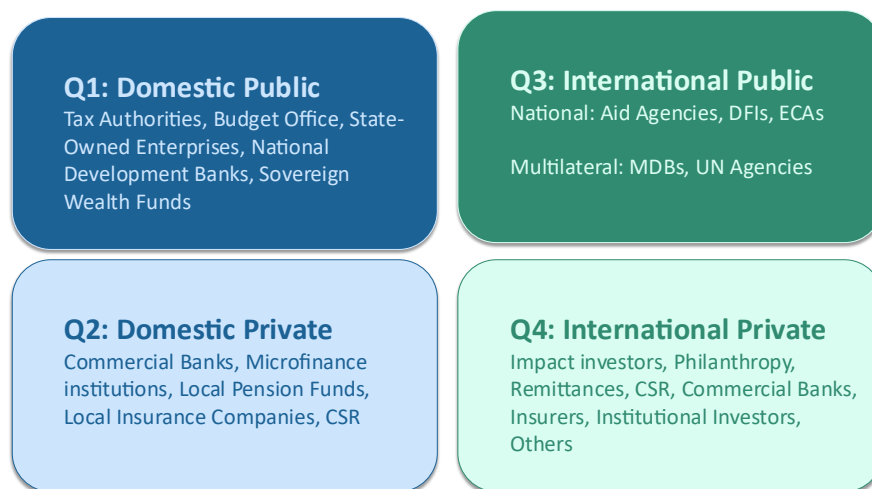 Q1: Domestic Public
Tax Authorities, Budget Office, State-
Owned Enterprises, National
Development Banks, Sovereign
Wealth Funds
Q3: International Public
National: Aid Agencies, DFIs, ECAs
Multilateral: MDBs, UN Agencies
Q2: Domestic Private
Commercial Banks, Microfinance
institutions, Local Pension Funds,
Local Insurance Companies, CSR
Q4: International Private
Impact investors, Philanthropy,
Remittances, CSR, Commercial Banks,
Insurers, Institutional Investors,
Others